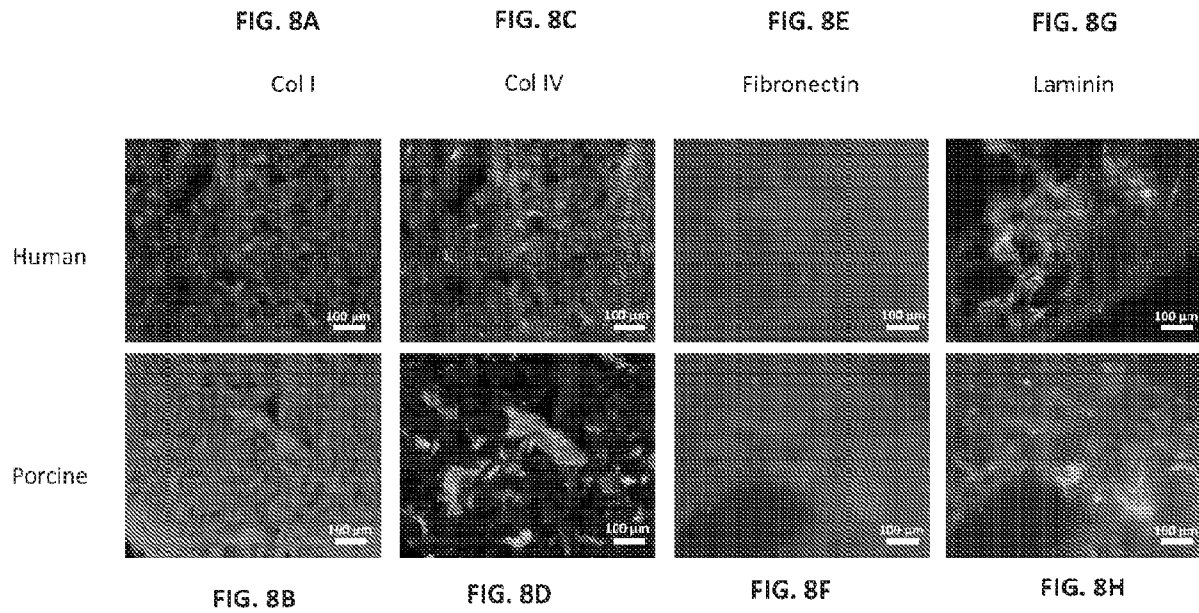 FIG. 8A FIG. 8C FIG. 8E FIG. 8G
Col I Col IV Fibronectin Laminin
Human
100 µm 100 µm 100 µm 100 µm
Porcine
100 µm 100 µm 100 µm 100 µm
FIG. 8B FIG. 8D FIG. 8F FIG. 8H